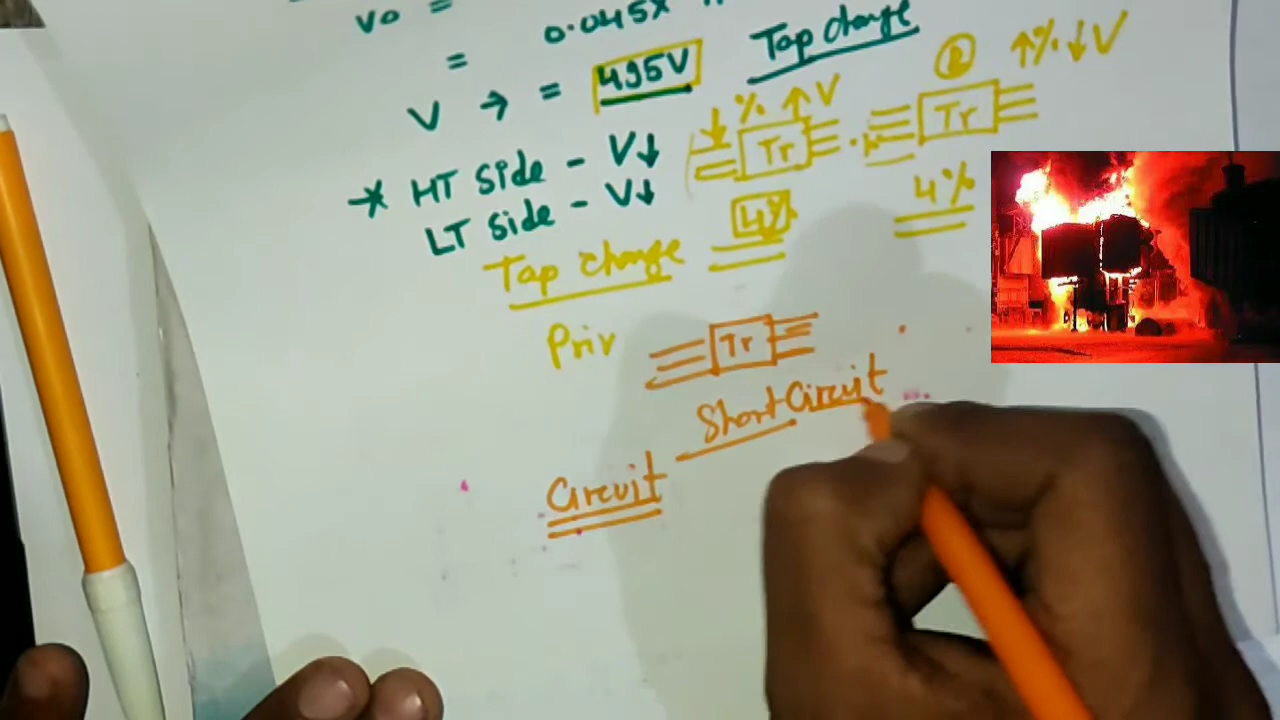 Vo =
= 0.045x
V → = 495V
Tap change
* HT Side - V↓
LT Side - V↓
Tap change
↓ % ↑ V
Tr
4%
② ↑% ↓ V
Tr
4%
Priv
Tr
Short Circuit
Circuit